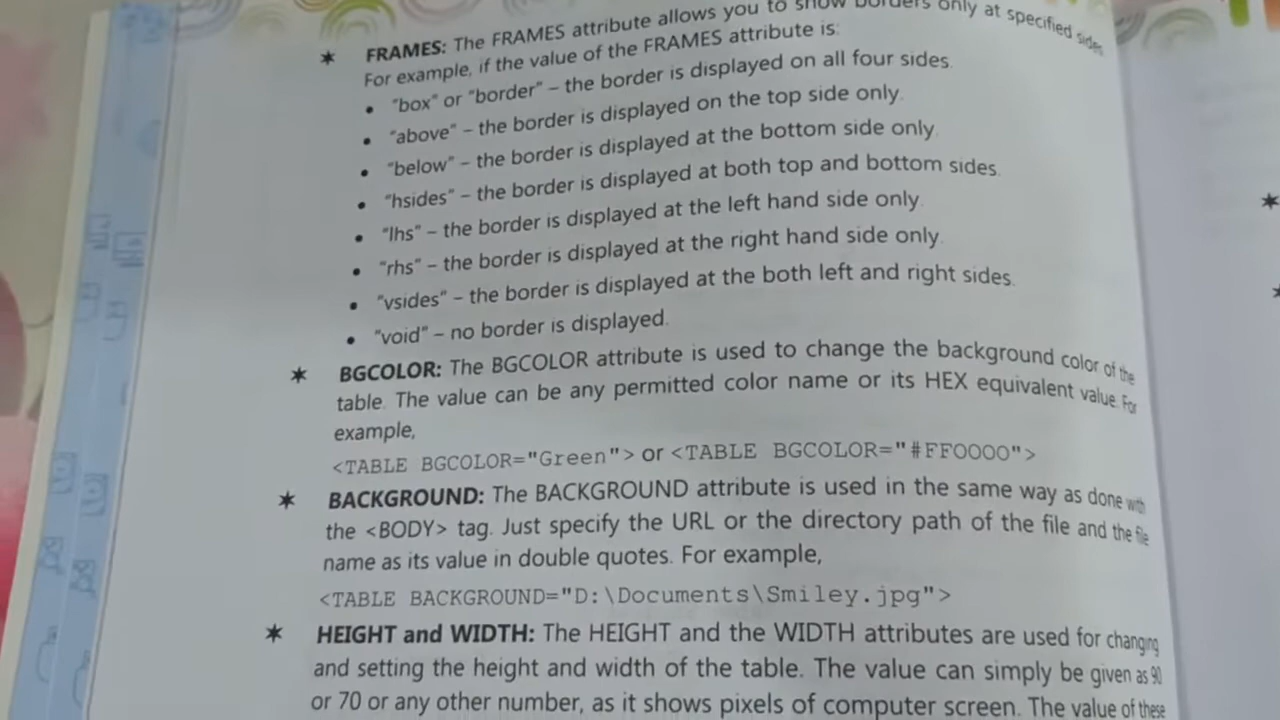 * FRAMES: The FRAMES attribute allows you to show borders only at specified sides.
For example, if the value of the FRAMES attribute is:
• "box" or "border" – the border is displayed on all four sides.
• "above" – the border is displayed on the top side only.
• "below" – the border is displayed at the bottom side only.
• "hsides" – the border is displayed at both top and bottom sides.
• "lhs" – the border is displayed at the left hand side only.
• "rhs" – the border is displayed at the right hand side only.
• "vsides" – the border is displayed at the both left and right sides.
• "void" – no border is displayed.
* BGCOLOR: The BGCOLOR attribute is used to change the background color of the
table. The value can be any permitted color name or its HEX equivalent value. For
example,
<TABLE BGCOLOR="Green"> or <TABLE BGCOLOR="#FF0000">
* BACKGROUND: The BACKGROUND attribute is used in the same way as done with
the <BODY> tag. Just specify the URL or the directory path of the file and the file
name as its value in double quotes. For example,
<TABLE BACKGROUND="D:\Documents\Smiley.jpg">
* HEIGHT and WIDTH: The HEIGHT and the WIDTH attributes are used for changing
and setting the height and width of the table. The value can simply be given as 90
or 70 or any other number, as it shows pixels of computer screen. The value of these
*
*